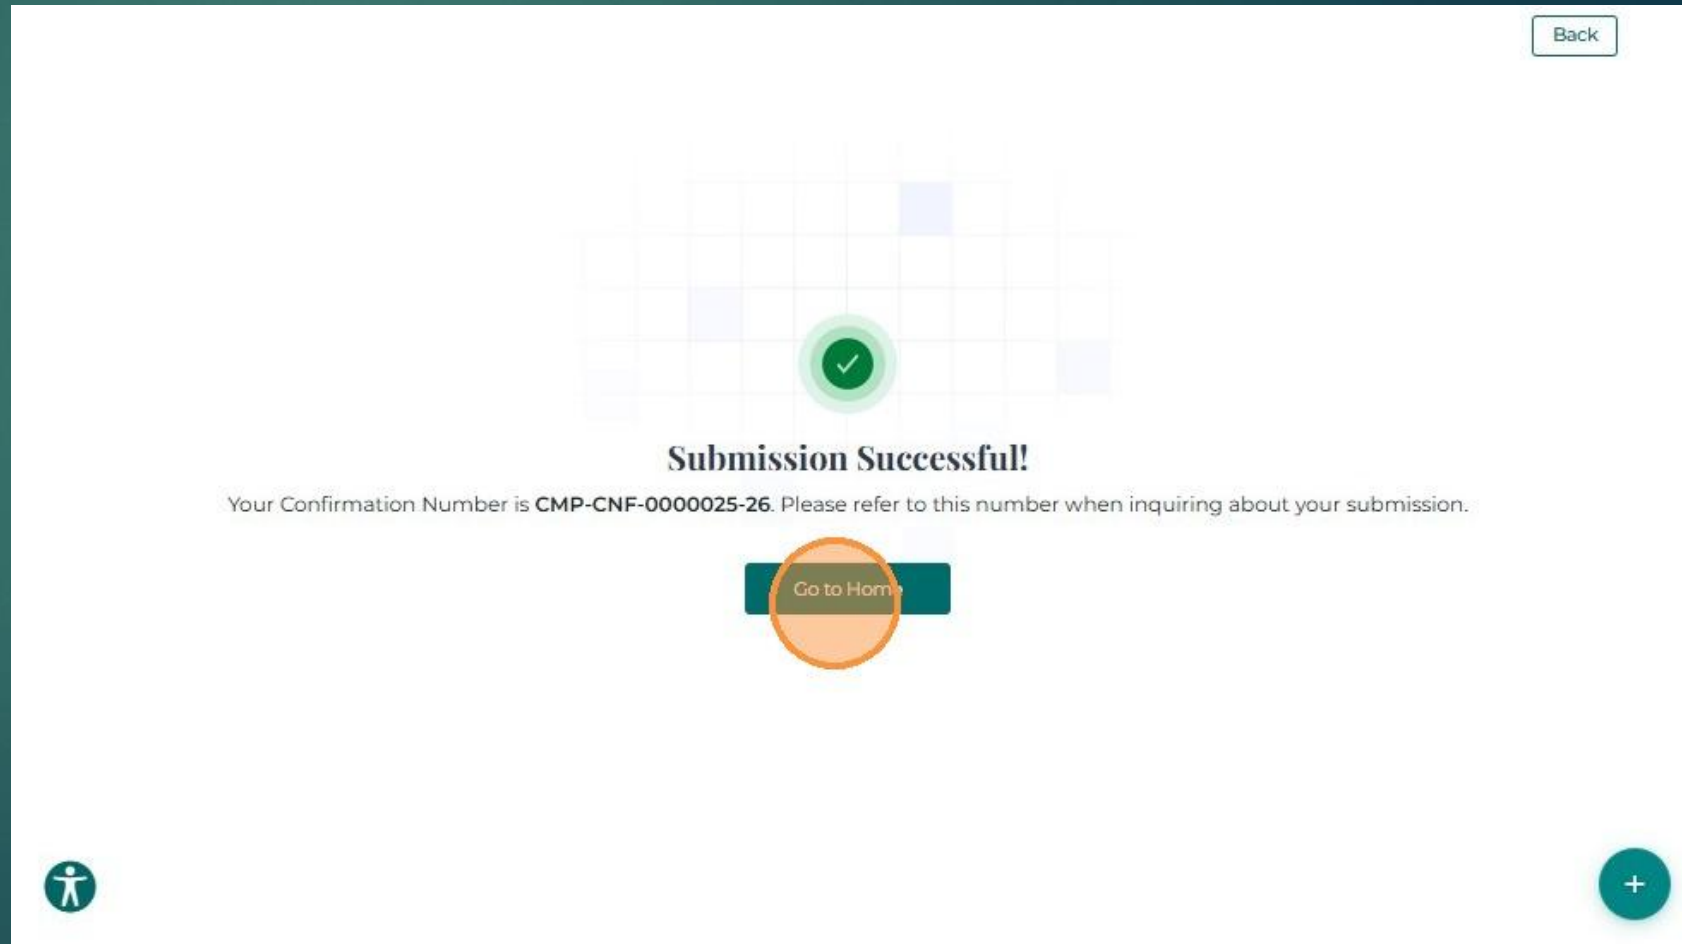 Back
Submission Successful!
Your Confirmation Number is CMP-CNF-0000025-26. Please refer to this number when inquiring about your submission.
Go to Home